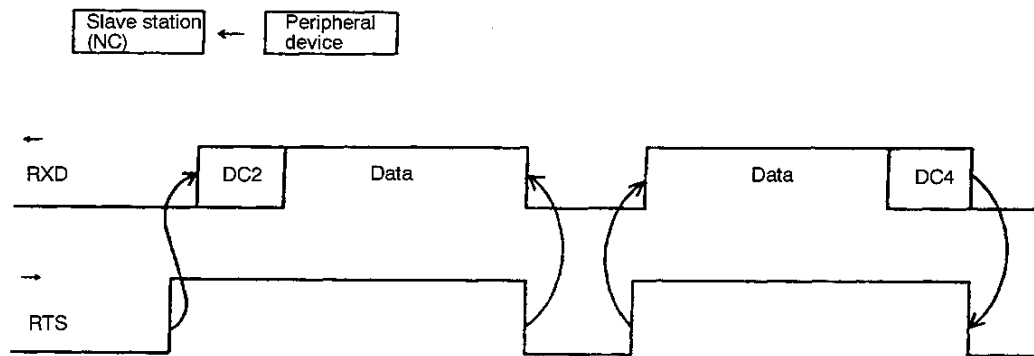 Slave station
(NC)
Peripheral
device
RXD
DC2
Data
Data
DC4
RTS